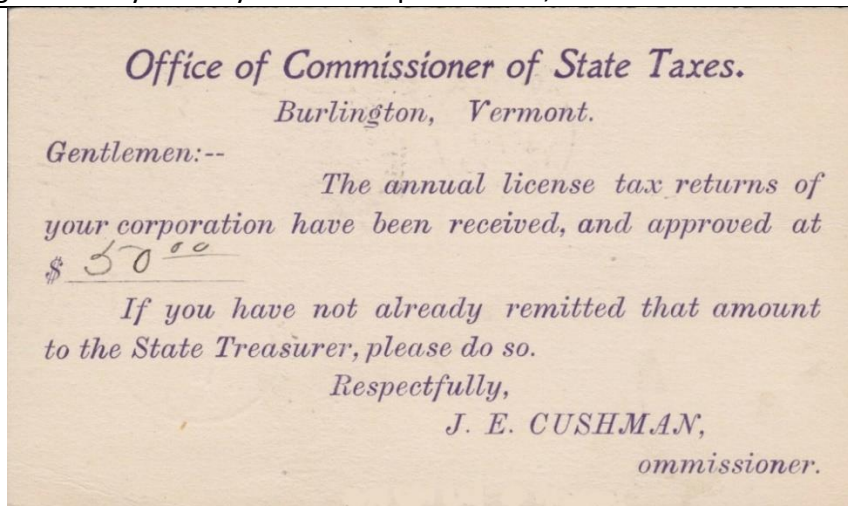 Office of Commissioner of State Taxes.
Burlington, Vermont.
Gentlemen:--
The annual license tax returns of
your corporation have been received, and approved at
$ 50 00
If you have not already remitted that amount
to the State Treasurer, please do so.
Respectfully,
J. E. CUSHMAN,
ommissioner.